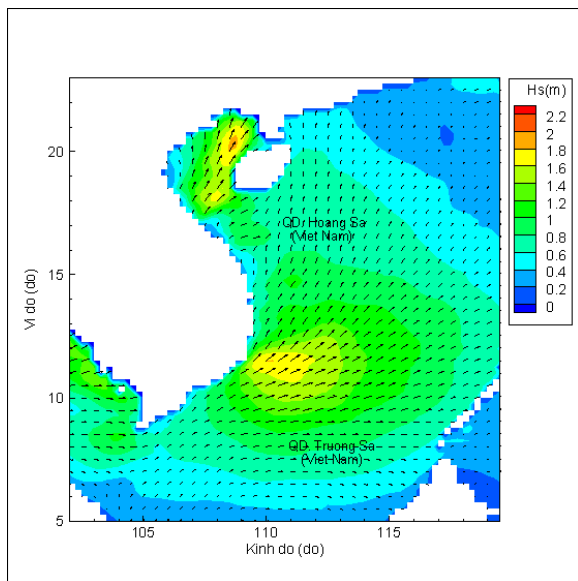 Hs(m)
2.2
2
1.8
1.6
1.4
1.2
1
0.8
0.6
0.4
0.2
0
20
15
10
5
Vi do (do)
QD. Hoang Sa
(Viet Nam)
QD. Truong Sa
(Viet Nam)
105
110
115
Kinh do (do)